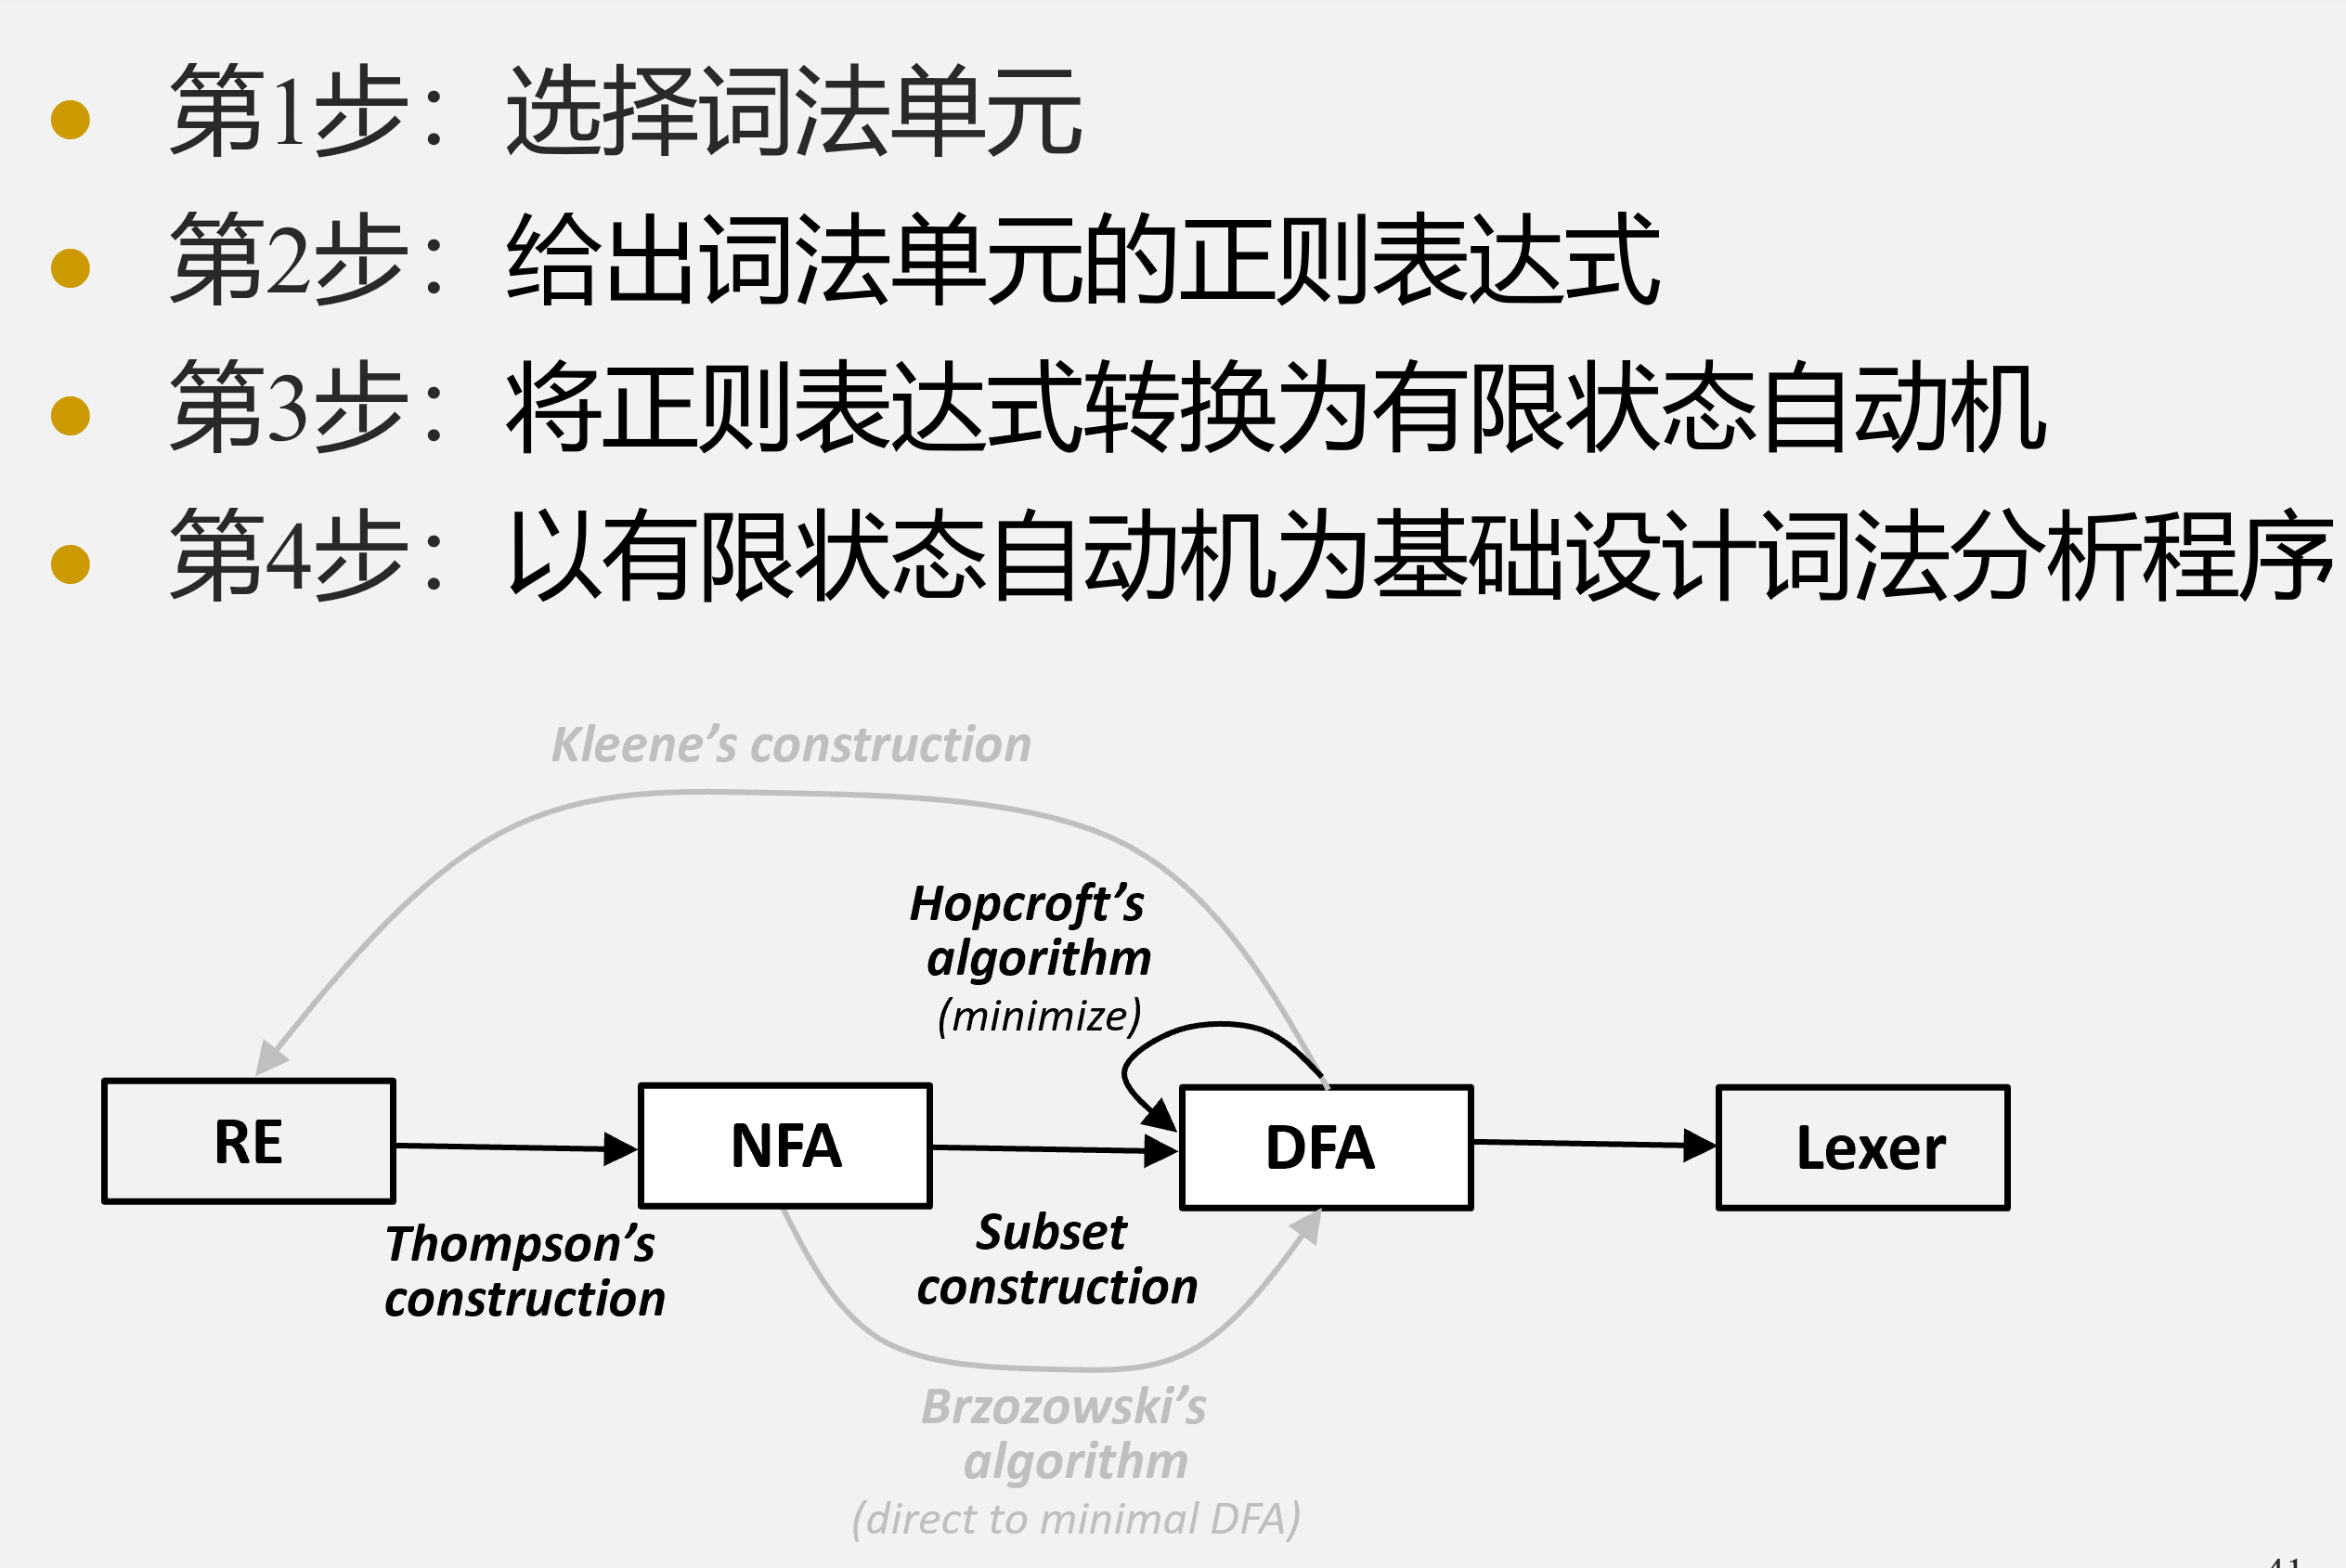 第1步：选择词法单元
第2步：给出词法单元的正则表达式
第3步：将正则表达式转换为有限状态自动机
第4步：以有限状态自动机为基础设计词法分析程序
Kleene’s construction
Hopcroft’s
algorithm
(minimize)
RE
NFA
DFA
Lexer
Thompson’s
construction
Subset
construction
Brzozowski’s
algorithm
(direct to minimal DFA)